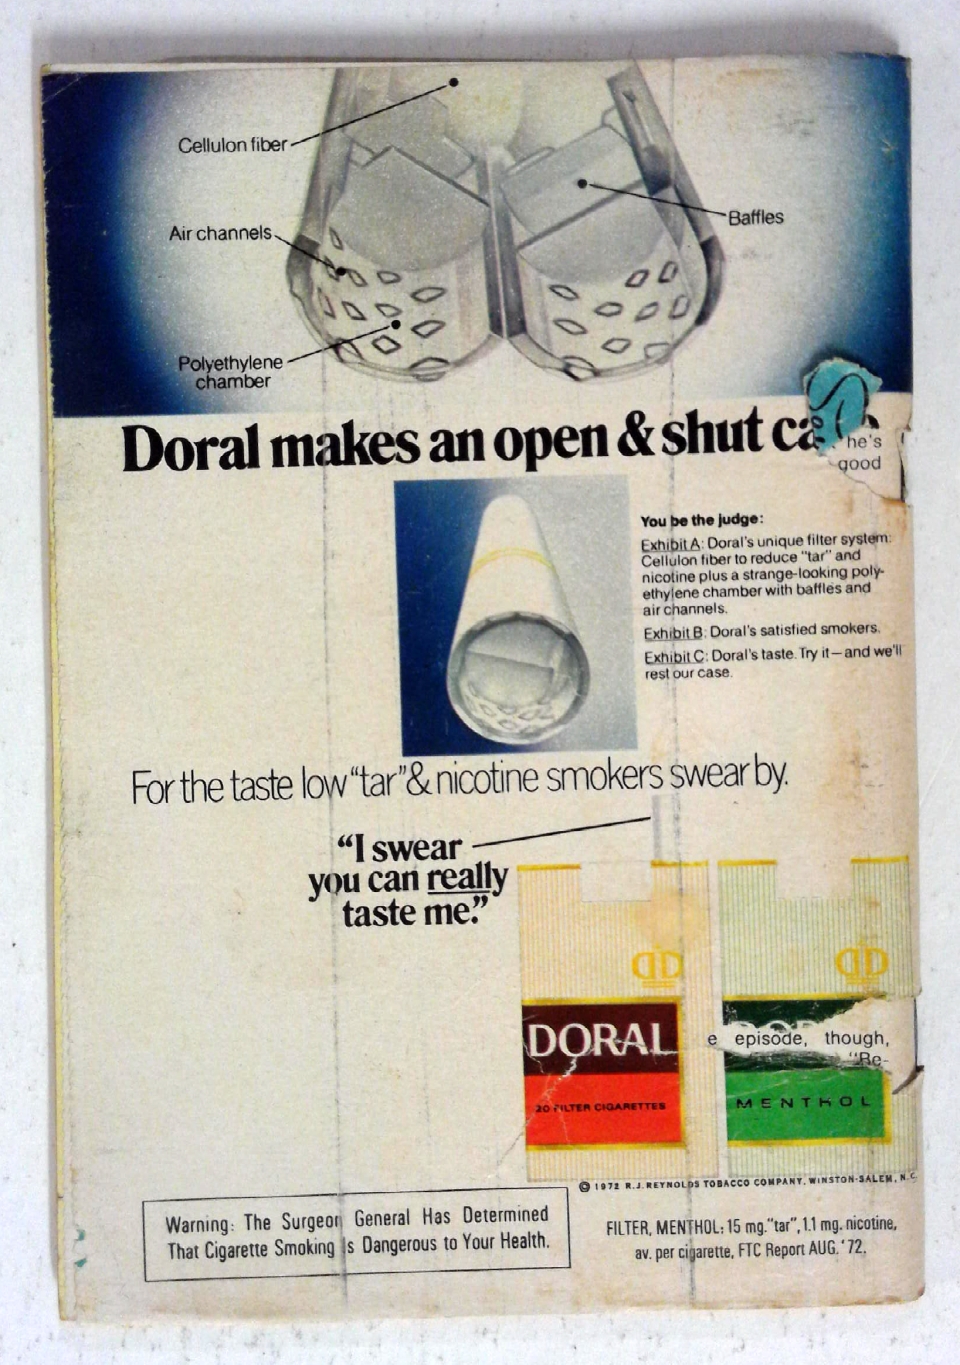 Cellulon fiber
Baffles
Air channels
Polyethylene
chamber
Doral makes an open & shut ca
he's
good
You be the judge:
Exhibit A: Doral's unique filter system:
Cellulon fiber to reduce "tar" and
nicotine plus a strange-looking poly-
ethylene chamber with baffles and
air channels.
Exhibit B: Doral's satisfied smokers.
Exhibit C: Doral's taste. Try it—and we'll
rest our case.
For the taste low "tar" & nicotine smokers swear by.
"I swear
you can really
taste me."
DORAL
20 FILTER CIGARETTES
e episode, though,
"Be-
MENTHOL
© 1972 R.J. REYNOLDS TOBACCO COMPANY, WINSTON-SALEM, N.C.
Warning: The Surgeon General Has Determined
That Cigarette Smoking Is Dangerous to Your Health.
FILTER, MENTHOL: 15 mg. "tar", 1.1 mg. nicotine,
av. per cigarette, FTC Report AUG. '72.